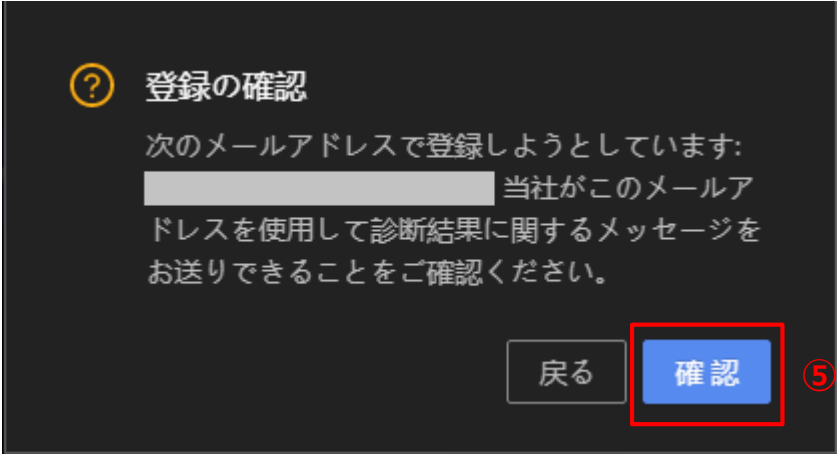 登録の確認
次のメールアドレスで登録しようとしています:
当社がこのメールア
ドレスを使用して診断結果に関するメッセージを
お送りできることをご確認ください。
戻る 確認 ⑤